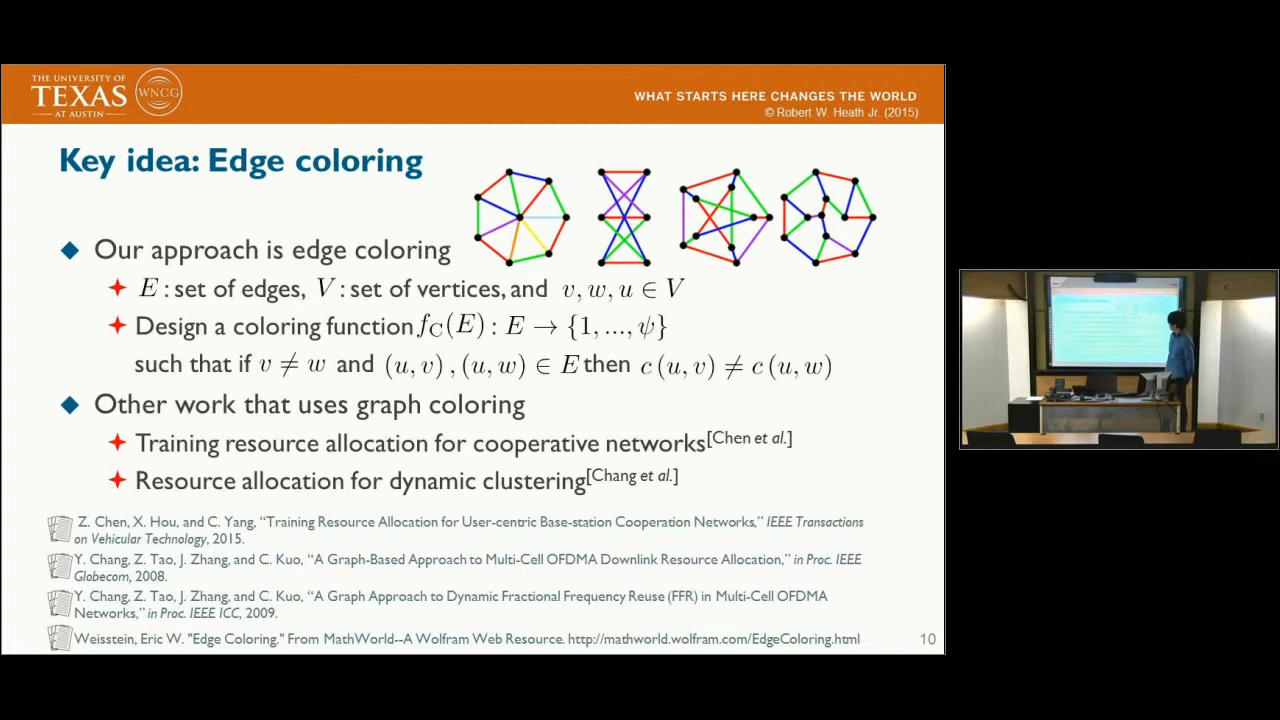 THE UNIVERSITY OF
TEXAS
AT AUSTIN
WNCG
WHAT STARTS HERE CHANGES THE WORLD
© Robert W. Heath Jr. (2015)
Key idea: Edge coloring
Our approach is edge coloring
E : set of edges, V : set of vertices, and v, w, u ∈ V
Design a coloring function f_C(E) : E → {1, ..., ψ}
such that if v ≠ w and (u, v) , (u, w) ∈ E then c (u, v) ≠ c (u, w)
Other work that uses graph coloring
Training resource allocation for cooperative networks[Chen et al.]
Resource allocation for dynamic clustering[Chang et al.]
Z. Chen, X. Hou, and C. Yang, “Training Resource Allocation for User-centric Base-station Cooperation Networks,” IEEE Transactions
on Vehicular Technology, 2015.
Y. Chang, Z. Tao, J. Zhang, and C. Kuo, “A Graph-Based Approach to Multi-Cell OFDMA Downlink Resource Allocation,” in Proc. IEEE
Globecom, 2008.
Y. Chang, Z. Tao, J. Zhang, and C. Kuo, “A Graph Approach to Dynamic Fractional Frequency Reuse (FFR) in Multi-Cell OFDMA
Networks,” in Proc. IEEE ICC, 2009.
Weisstein, Eric W. "Edge Coloring." From MathWorld--A Wolfram Web Resource. http://mathworld.wolfram.com/EdgeColoring.html
10